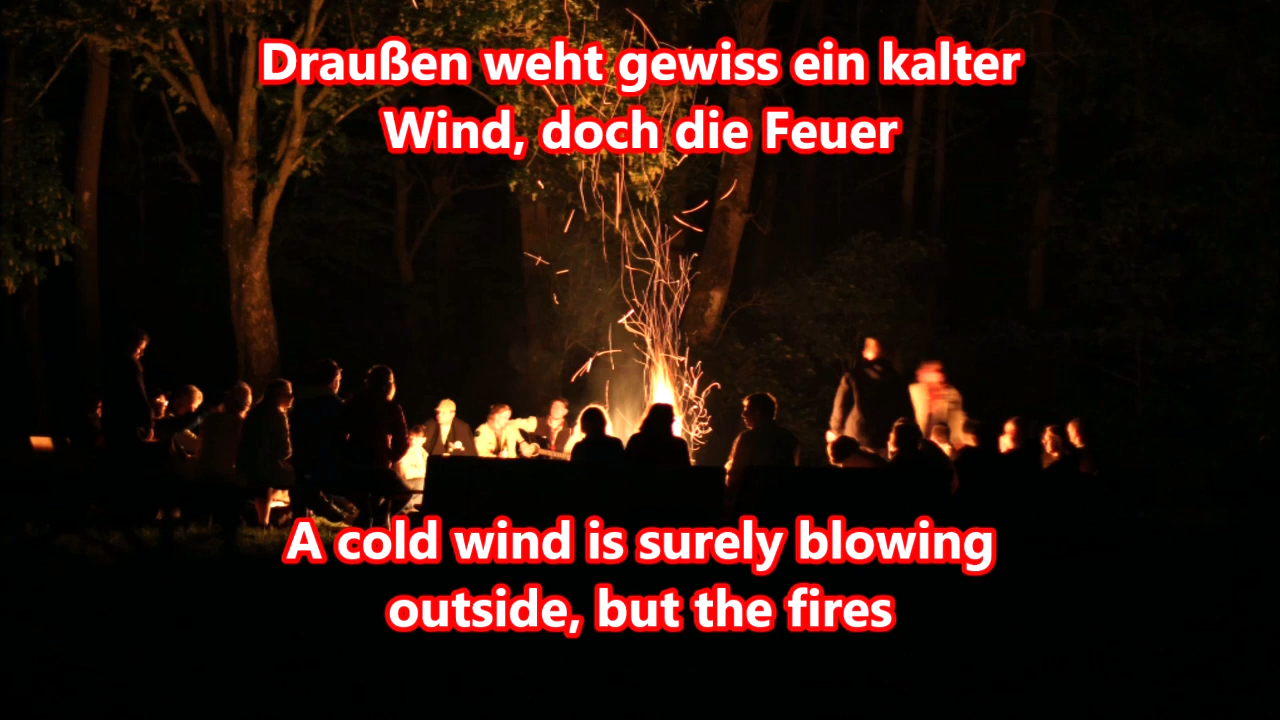 Draußen weht gewiss ein kalter
Wind, doch die Feuer
A cold wind is surely blowing
outside, but the fires